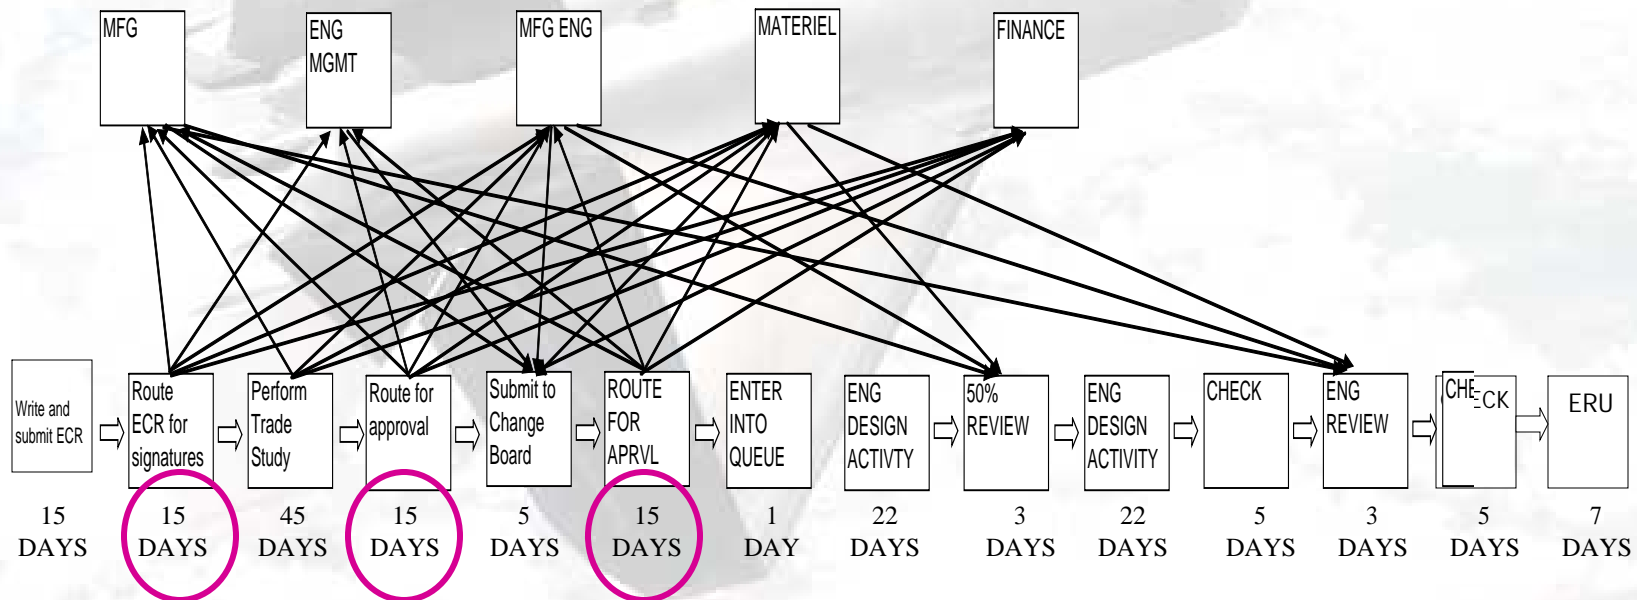 MFG
ENG
MGMT
MFG ENG
MATERIEL
FINANCE
Write and
submit ECR
Route
ECR for
signatures
Perform
Trade
Study
Route for
approval
Submit to
Change
Board
ROUTE
FOR
APRVL
ENTER
INTO
QUEUE
ENG
DESIGN
ACTIVTY
50%
REVIEW
ENG
DESIGN
ACTIVITY
CHECK
ENG
REVIEW
CHECK
ERU
15
DAYS
15
DAYS
45
DAYS
15
DAYS
5
DAYS
15
DAYS
1
DAY
22
DAYS
3
DAYS
22
DAYS
5
DAYS
3
DAYS
5
DAYS
7
DAYS